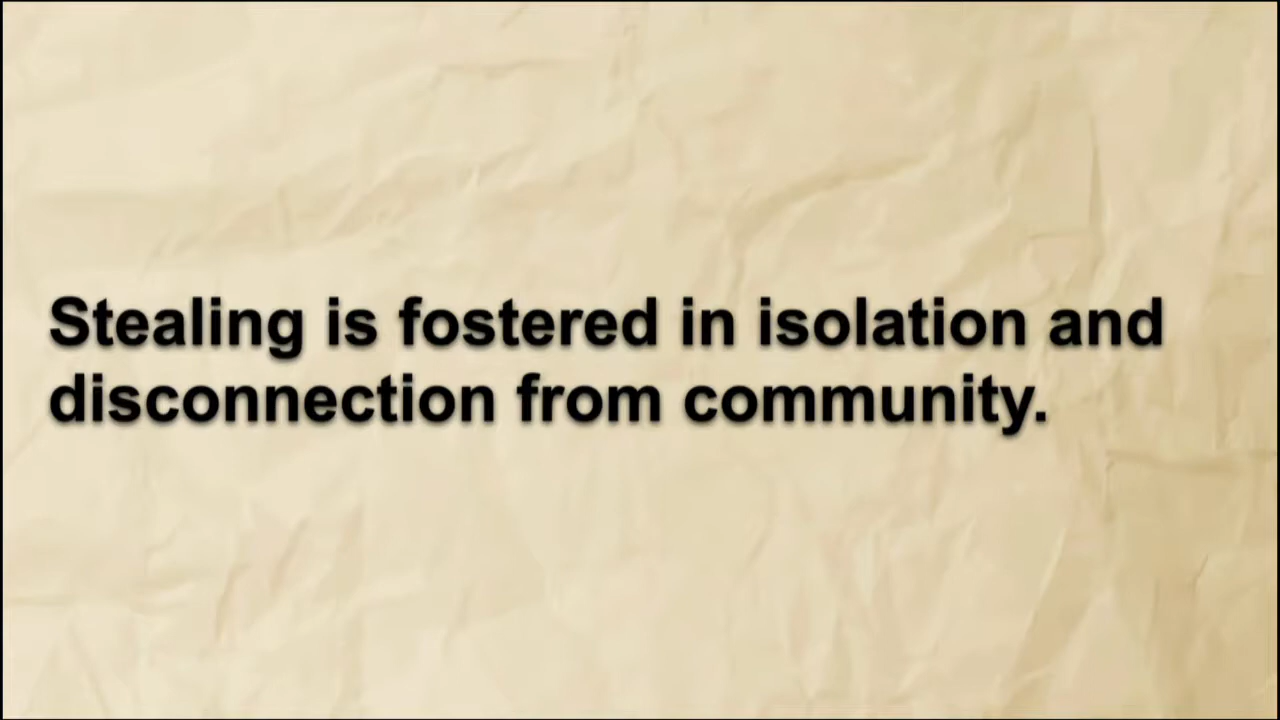 Stealing is fostered in isolation and
disconnection from community.